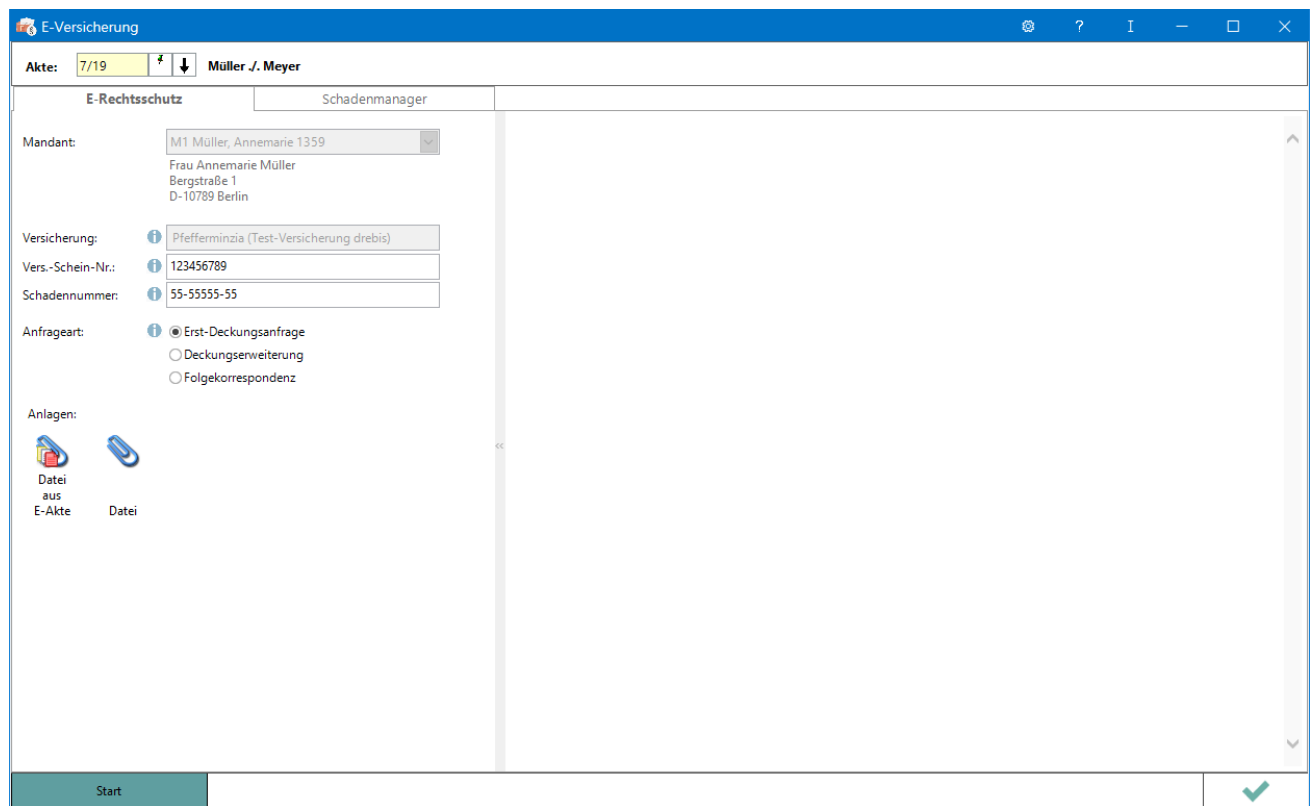 E-Versicherung
Akte: 7/19 Müller ./. Meyer
E-Rechtsschutz Schadenmanager
Mandant: M1 Müller, Annemarie 1359
Frau Annemarie Müller
Bergstraße 1
D-10789 Berlin
Versicherung: Pfefferminzia (Test-Versicherung drebis)
Vers.-Schein-Nr.: 123456789
Schadennummer: 55-55555-55
Anfrageart: Erst-Deckungsanfrage
Deckungserweiterung
Folgekorrespondenz
Anlagen:
Datei
aus
E-Akte Datei
Start